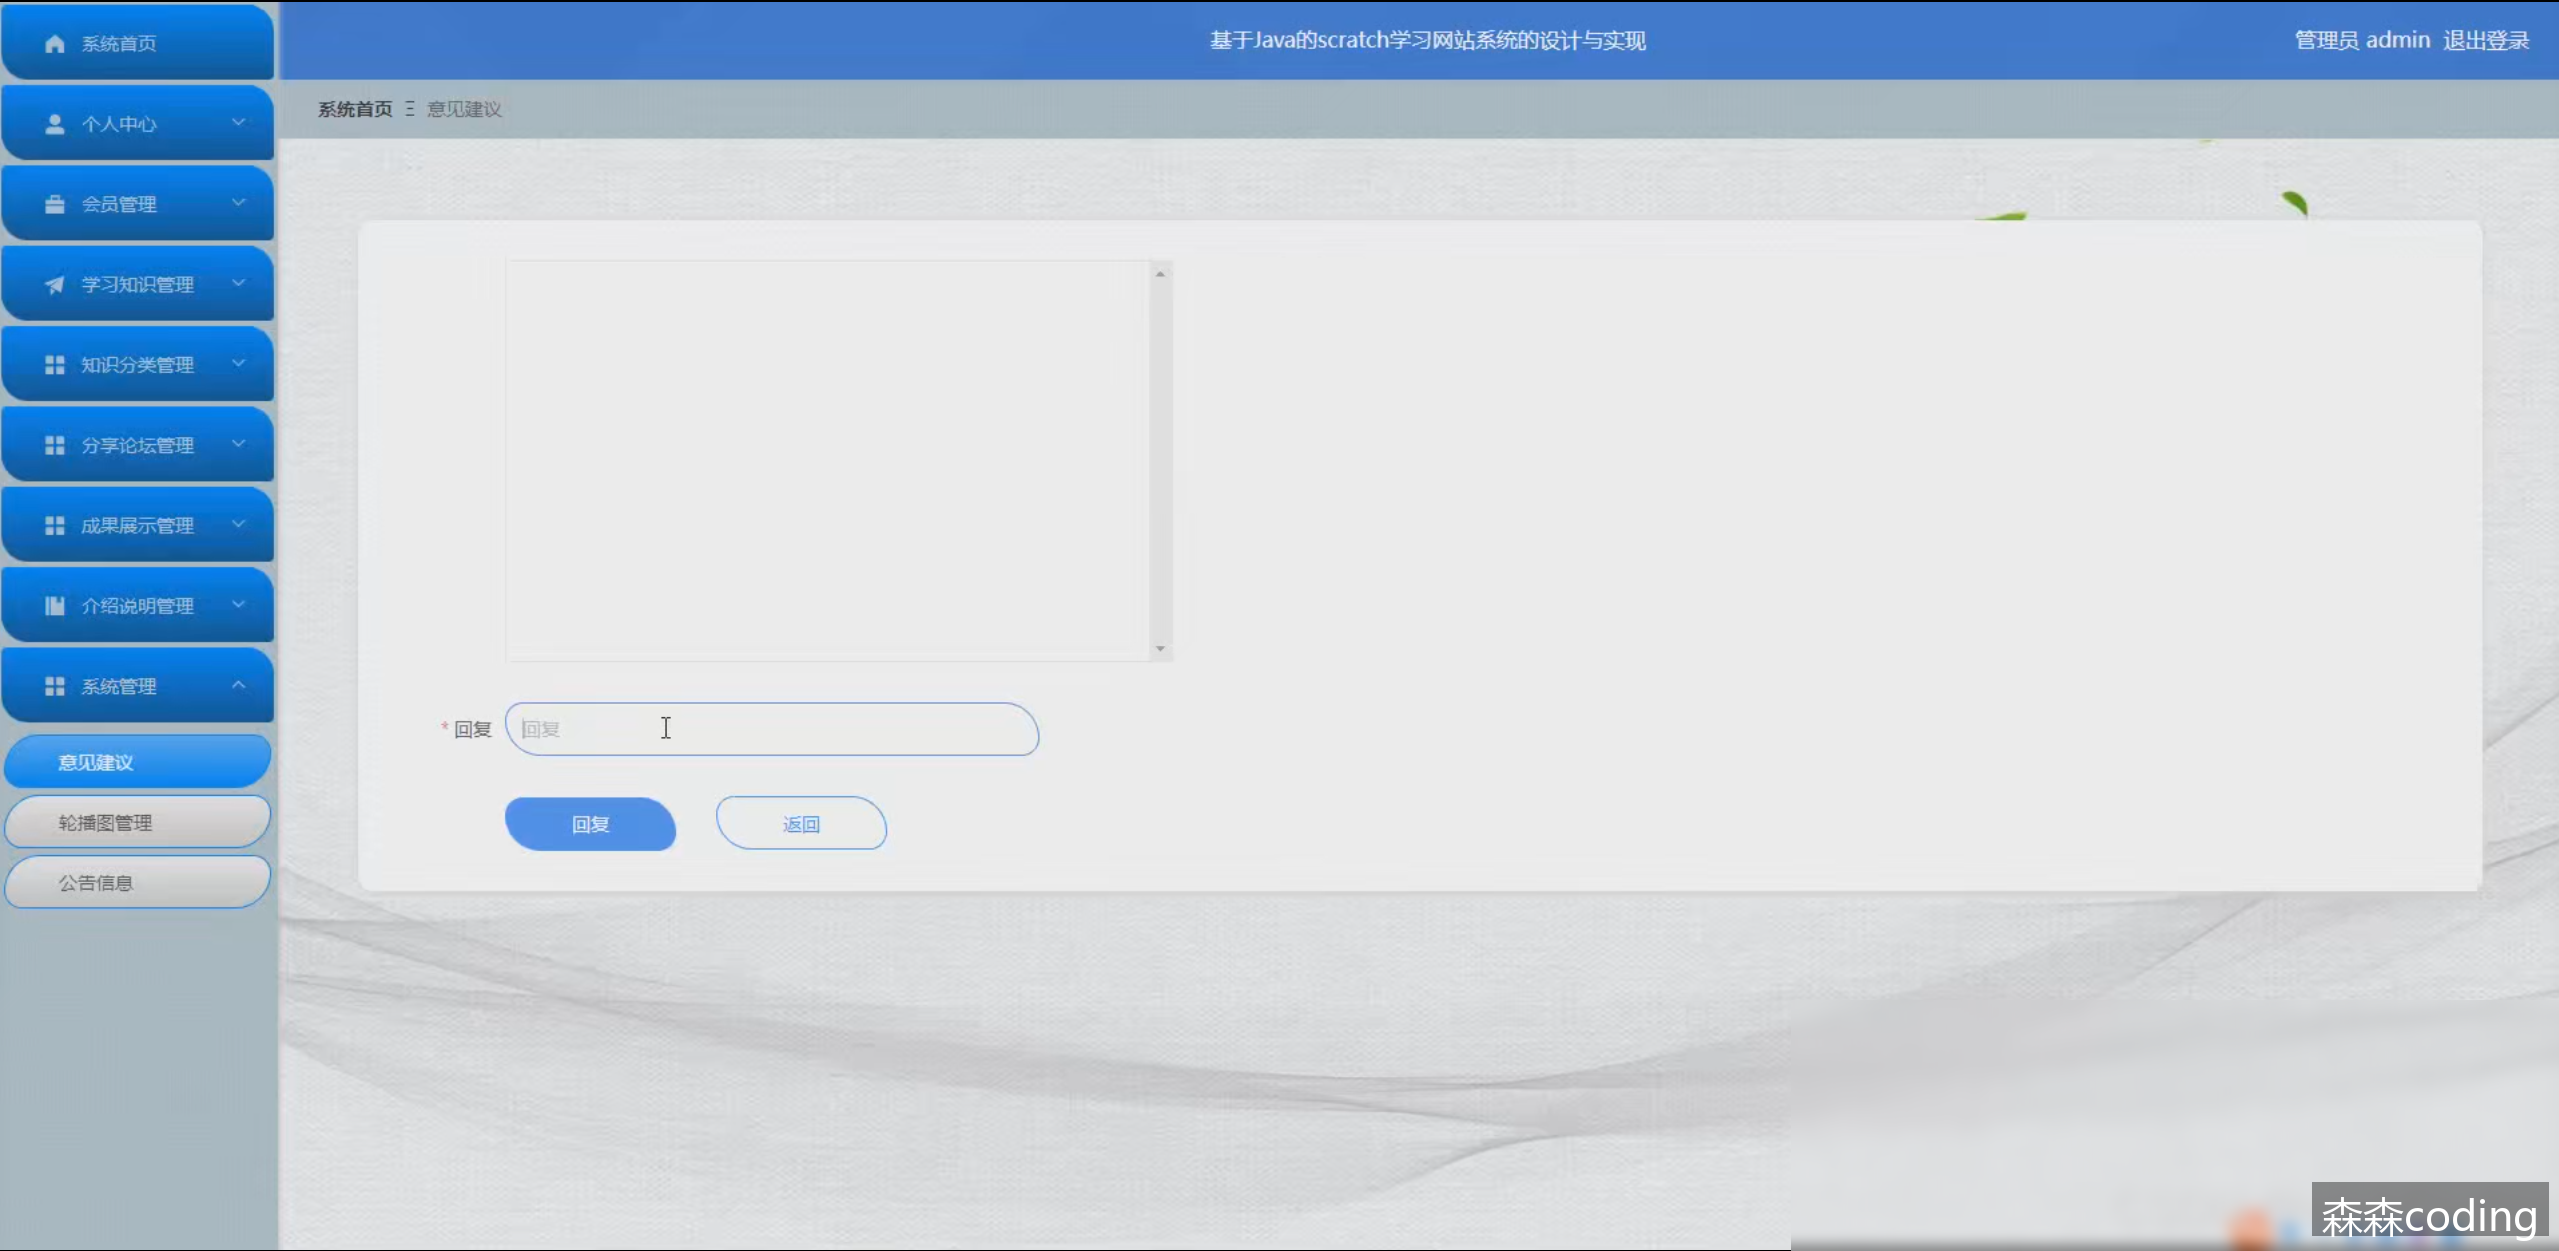 系统首页
个人中心
会员管理
学习知识管理
知识分类管理
分享论坛管理
成果展示管理
介绍说明管理
系统管理
意见建议
轮播图管理
公告信息
基于Java的scratch学习网站系统的设计与实现
管理员 admin 退出登录
系统首页 Ξ 意见建议
* 回复 回复
回复 返回
森森coding